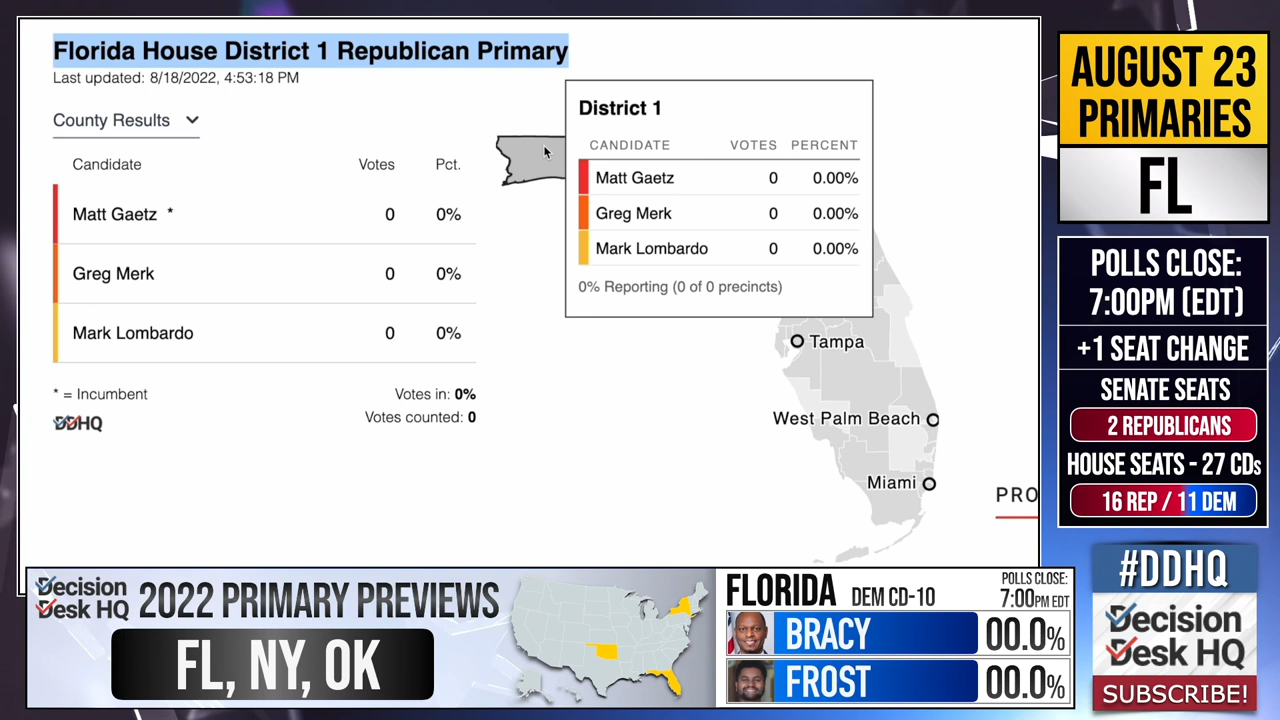 Florida House District 1 Republican Primary
Last updated: 8/18/2022, 4:53:18 PM
County Results
Candidate Votes Pct.
Matt Gaetz * 0 0%
Greg Merk 0 0%
Mark Lombardo 0 0%
* = Incumbent Votes in: 0%
DDHQ Votes counted: 0
District 1
CANDIDATE VOTES PERCENT
Matt Gaetz 0 0.00%
Greg Merk 0 0.00%
Mark Lombardo 0 0.00%
0% Reporting (0 of 0 precincts)
Tampa
West Palm Beach
Miami
PRO
AUGUST 23
PRIMARIES
FL
POLLS CLOSE:
7:00PM (EDT)
+1 SEAT CHANGE
SENATE SEATS
2 REPUBLICANS
HOUSE SEATS - 27 CDs
16 REP / 11 DEM
#DDHQ
Decision
Desk HQ
SUBSCRIBE!
Decision
Desk HQ
2022 PRIMARY PREVIEWS
FL, NY, OK
FLORIDA DEM CD-10
POLLS CLOSE:
7:00PM EDT
BRACY 00.0%
FROST 00.0%